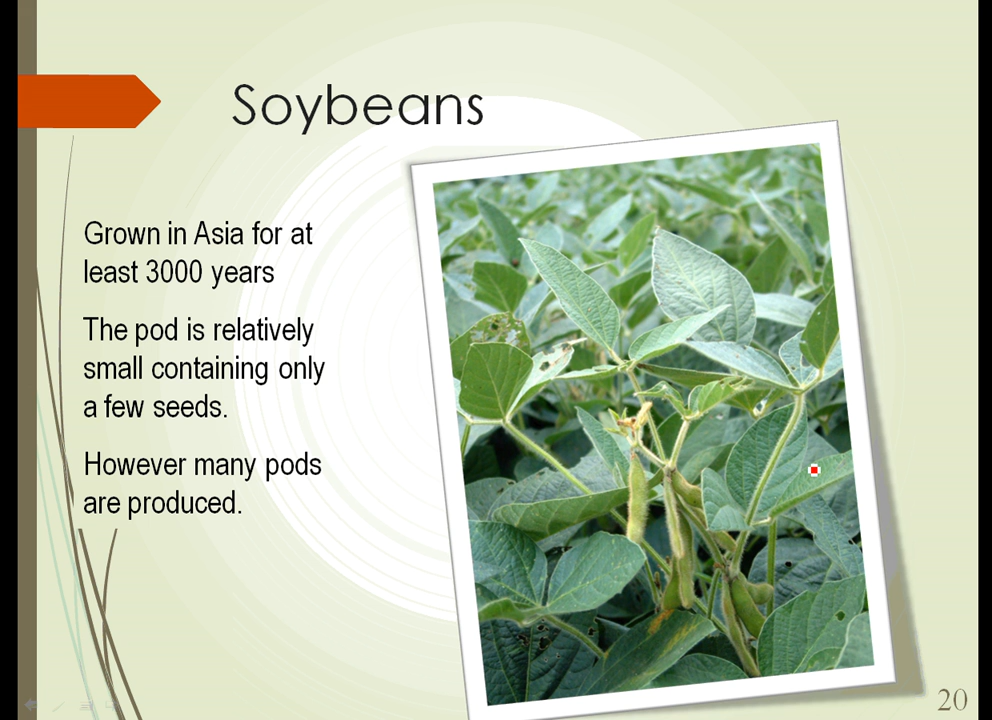 Soybeans
Grown in Asia for at
least 3000 years
The pod is relatively
small containing only
a few seeds.
However many pods
are produced.
20